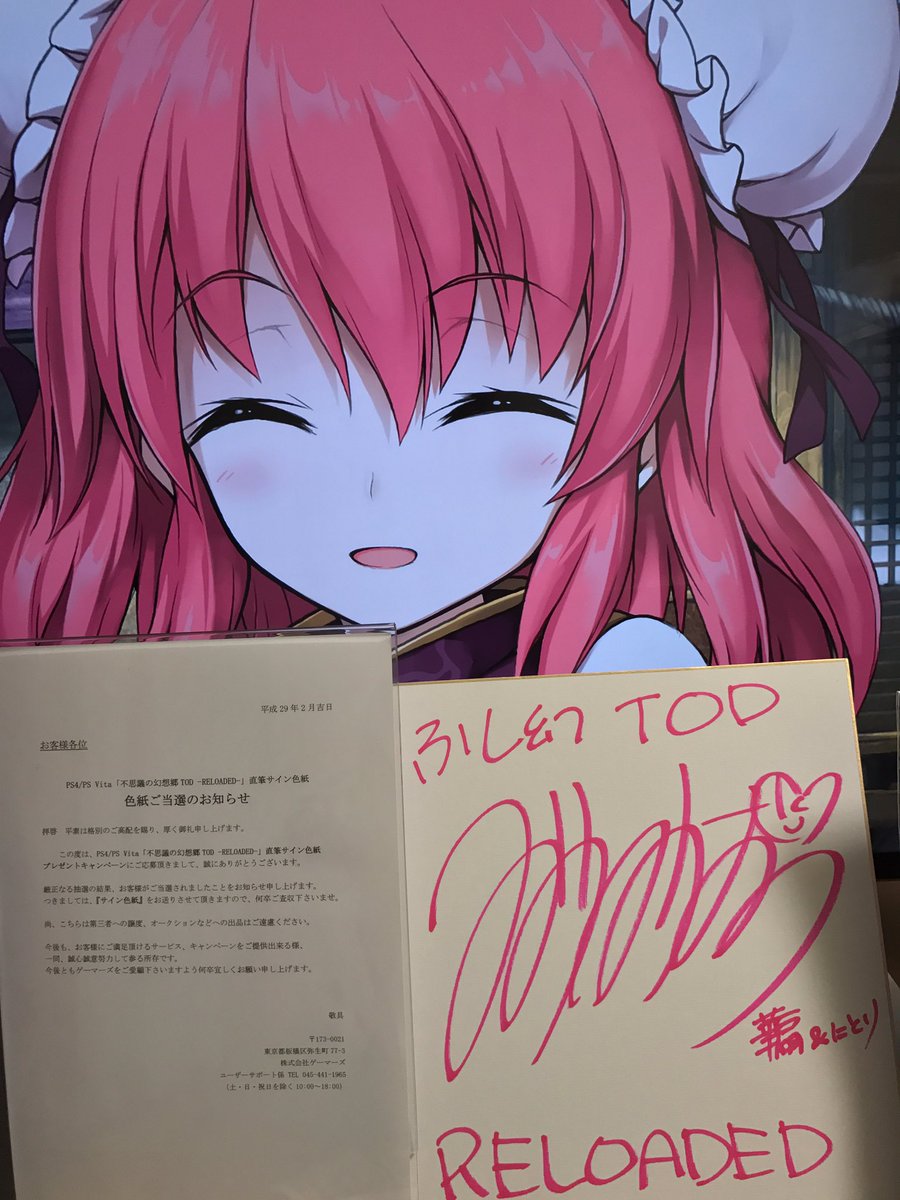 平成29年2月吉日
お客様各位
PS4/PS Vita「不思議の幻想郷TOD -RELOADED-」直筆サイン色紙
色紙ご当選のお知らせ
拝啓 平素は格別のご高配を賜り、厚く御礼申し上げます。
この度は、PS4/PS Vita「不思議の幻想郷TOD -RELOADED-」直筆サイン色紙
プレゼントキャンペーンにご応募頂きまして、誠にありがとうございます。
厳正なる抽選の結果、お客様がご当選されましたことをお知らせ申し上げます。
つきましては、『サイン色紙』をお送りさせて頂きますので、何卒ご査収下さいませ。
尚、こちらは第三者への譲度、オークションなどへの出品はご遠慮ください。
今後も、お客様にご満足頂けるサービス、キャンペーンをご提供出来る様、
一同、誠心誠意努力して参る所存です。
今後ともゲーマーズをご愛顧下さいますよう何卒宜しくお願い申し上げます。
敬具
〒173-0021
東京都板橋区弥生町77-3
株式会社ゲーマーズ
ユーザーサポート係 TEL 045-441-1965
(土・日・祝日を除く10:00～18:00)
ふし幻 TOD
華扇&にとり
RELOADED